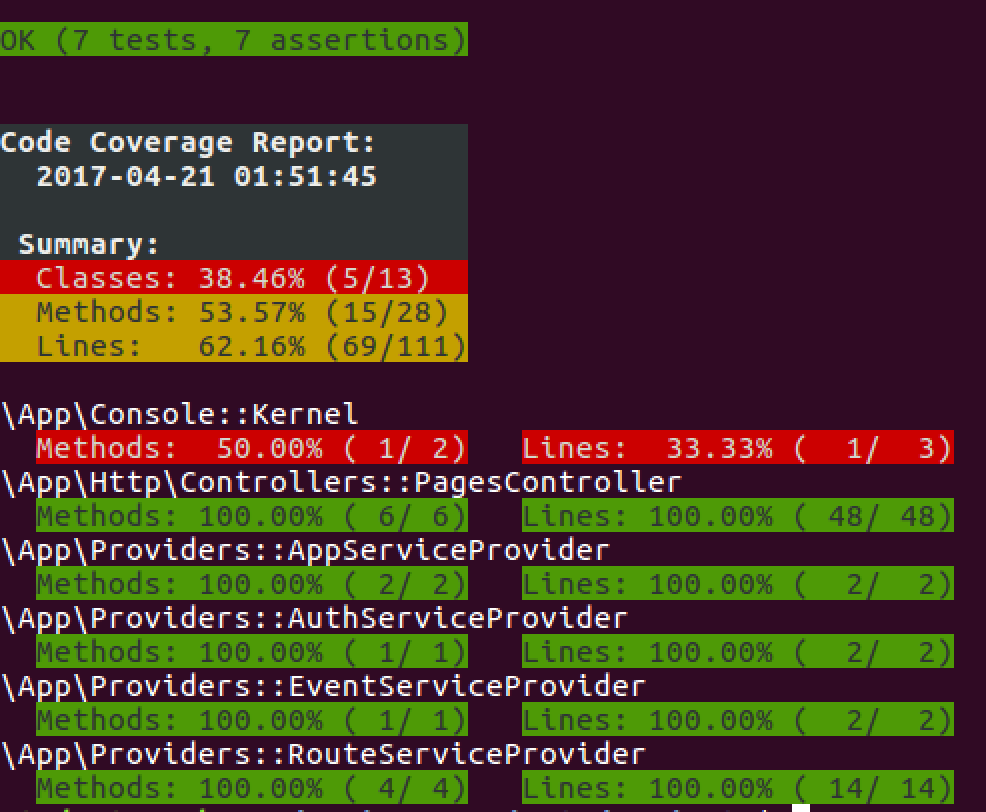 OK (7 tests, 7 assertions)
Code Coverage Report:
2017-04-21 01:51:45
Summary:
Classes: 38.46% (5/13)
Methods: 53.57% (15/28)
Lines:   62.16% (69/111)
\App\Console::Kernel
Methods:  50.00% ( 1/ 2)   Lines:  33.33% (  1/  3)
\App\Http\Controllers::PagesController
Methods: 100.00% ( 6/ 6)   Lines: 100.00% ( 48/ 48)
\App\Providers::AppServiceProvider
Methods: 100.00% ( 2/ 2)   Lines: 100.00% (  2/  2)
\App\Providers::AuthServiceProvider
Methods: 100.00% ( 1/ 1)   Lines: 100.00% (  2/  2)
\App\Providers::EventServiceProvider
Methods: 100.00% ( 1/ 1)   Lines: 100.00% (  2/  2)
\App\Providers::RouteServiceProvider
Methods: 100.00% ( 4/ 4)   Lines: 100.00% ( 14/ 14)